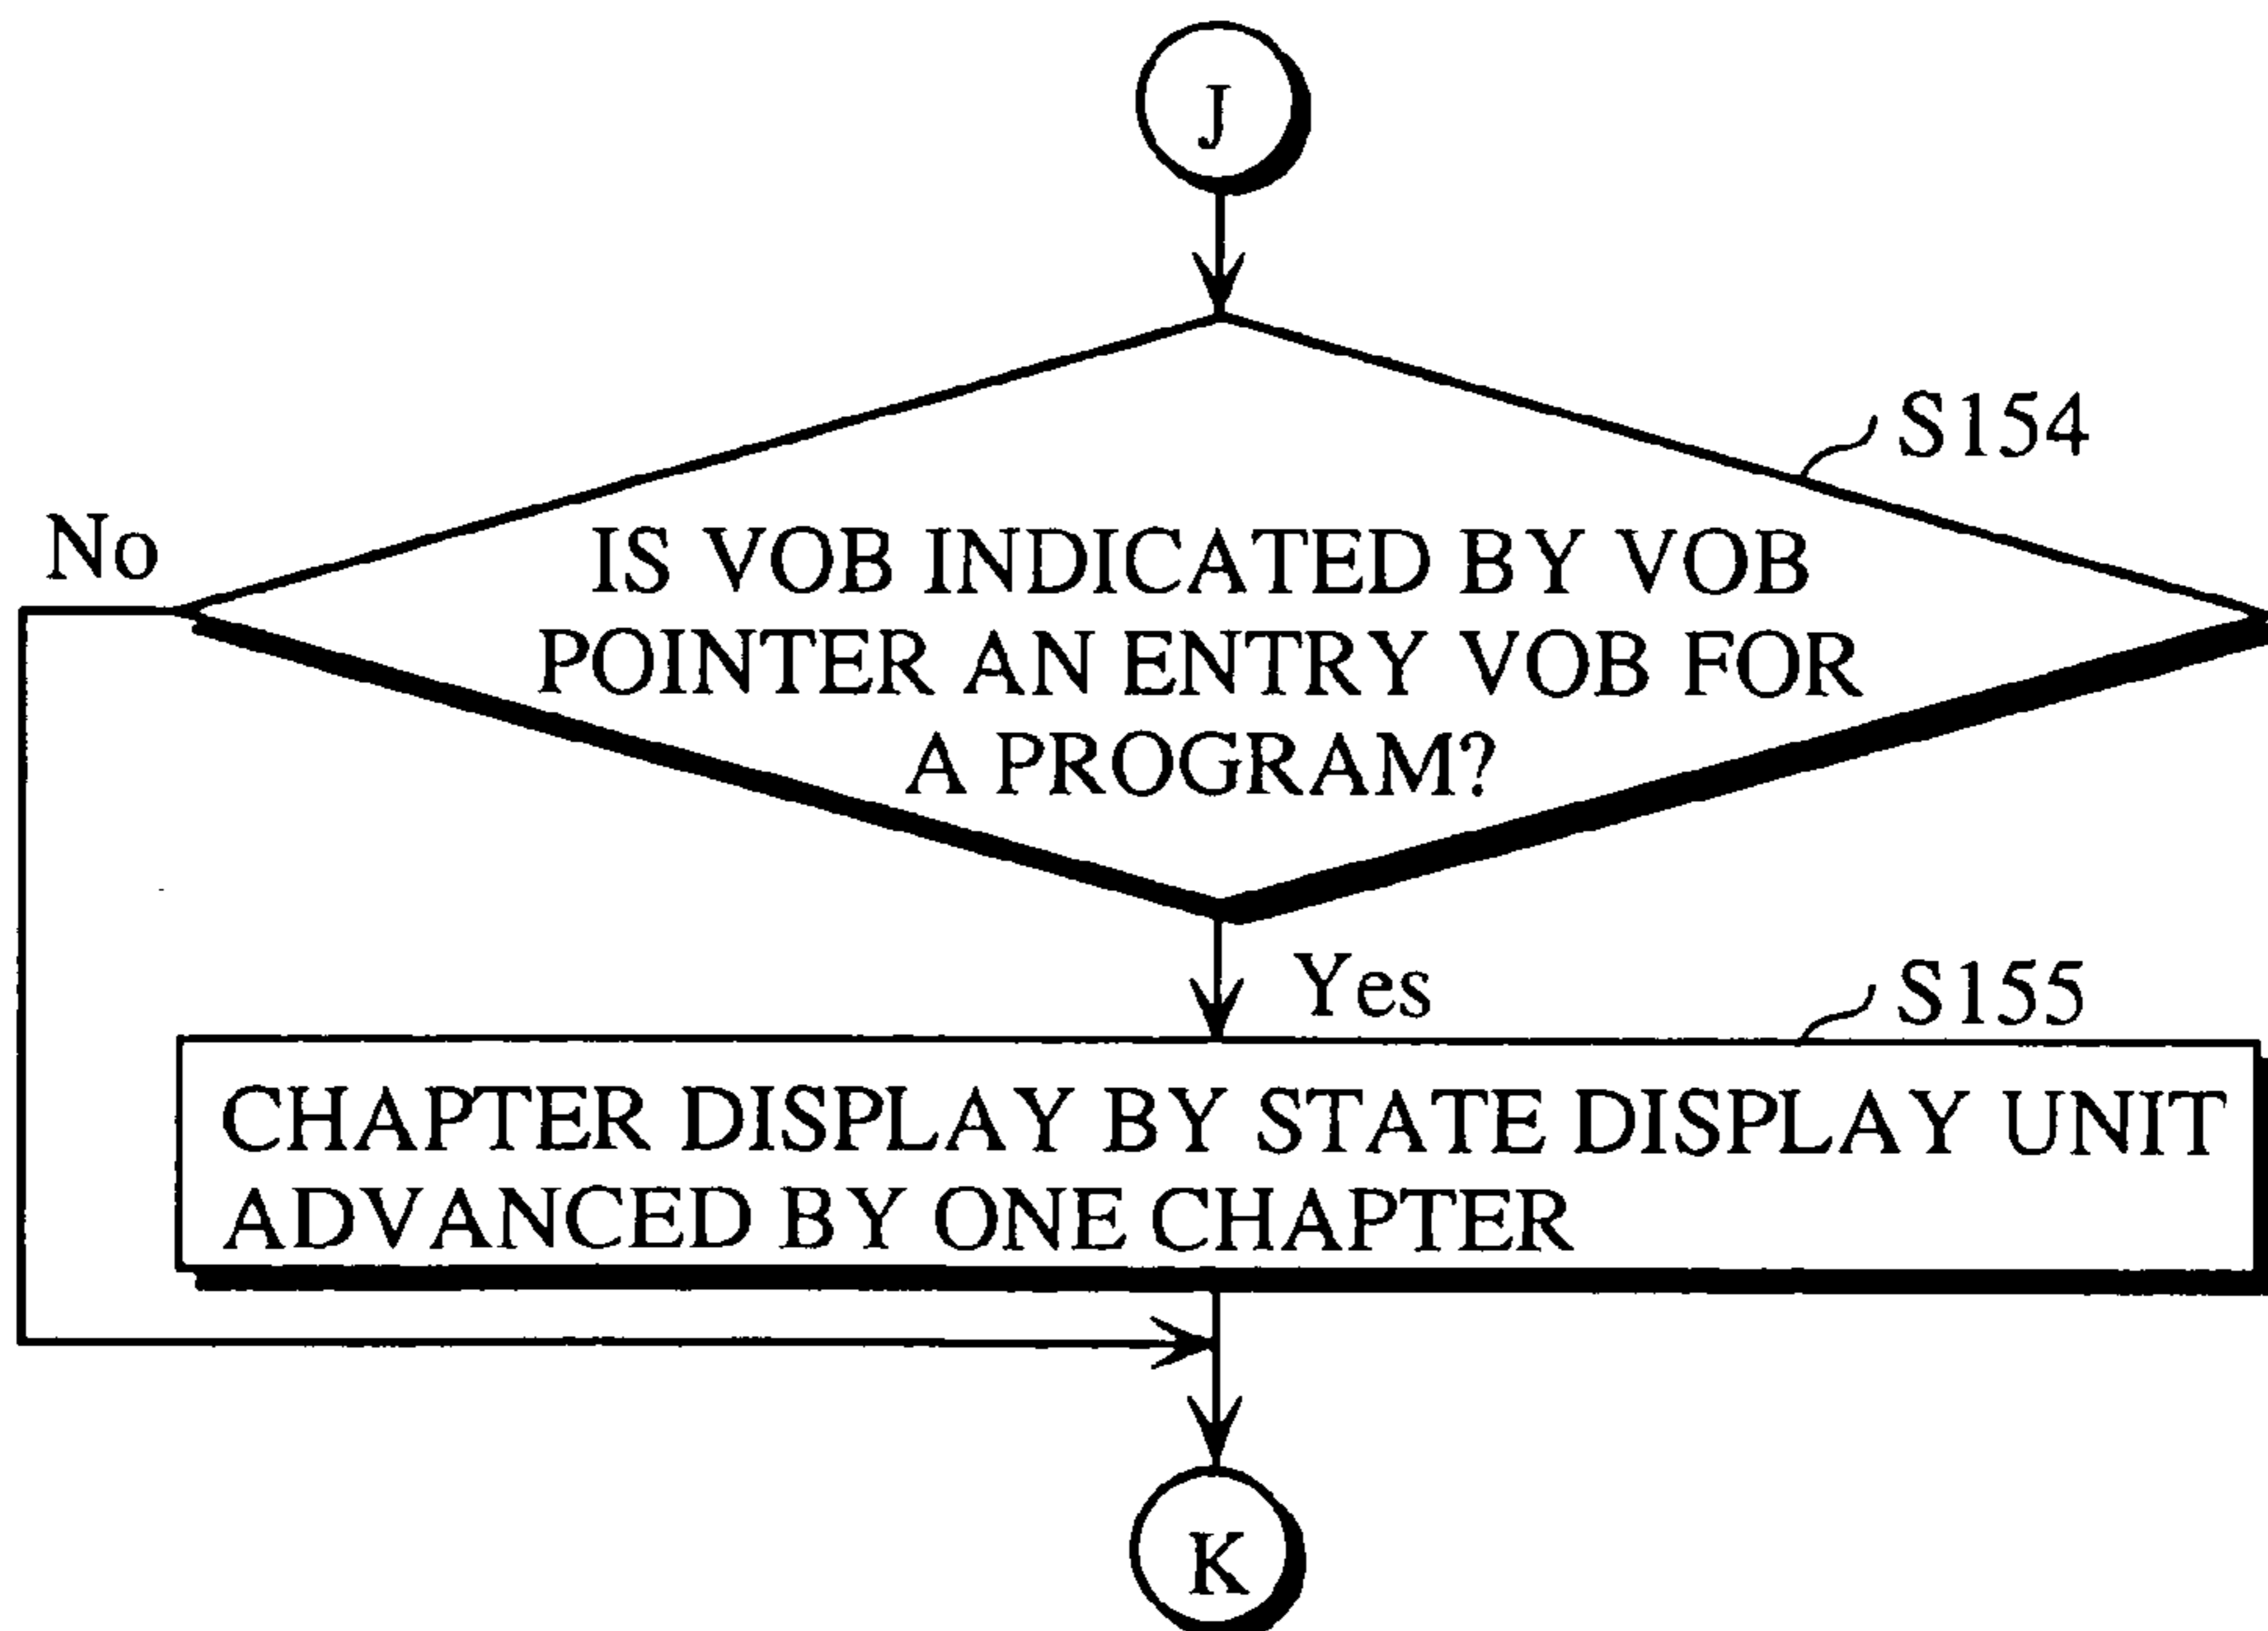 J
S154
No
IS VOB INDICATED BY VOB
POINTER AN ENTRY VOB FOR
A PROGRAM?
Yes
S155
CHAPTER DISPLAY BY STATE DISPLAY UNIT
ADVANCED BY ONE CHAPTER
K